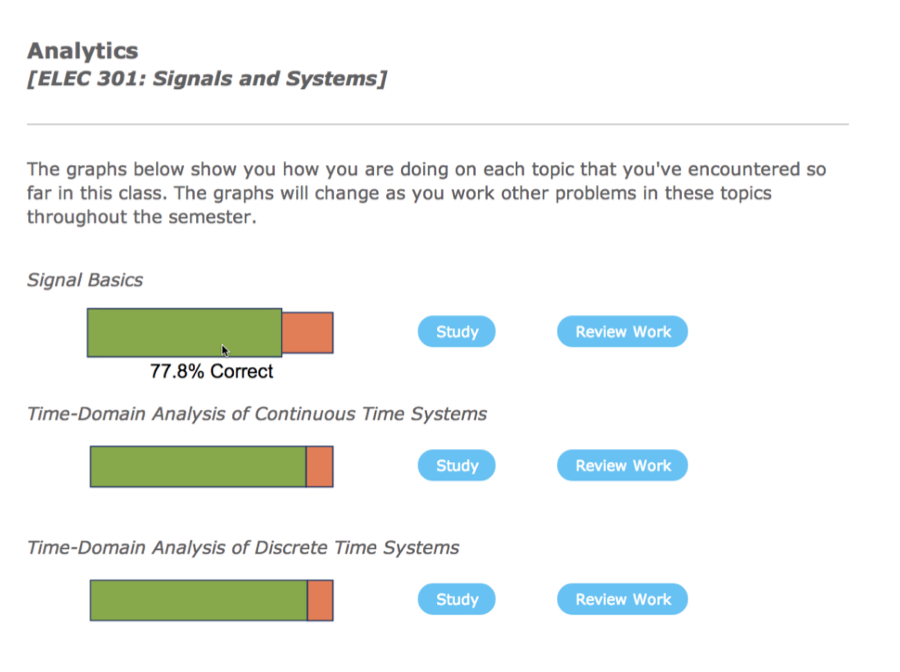 Analytics
[ELEC 301: Signals and Systems]
The graphs below show you how you are doing on each topic that you've encountered so
far in this class. The graphs will change as you work other problems in these topics
throughout the semester.
Signal Basics
Study
Review Work
77.8% Correct
Time-Domain Analysis of Continuous Time Systems
Study
Review Work
Time-Domain Analysis of Discrete Time Systems
Study
Review Work